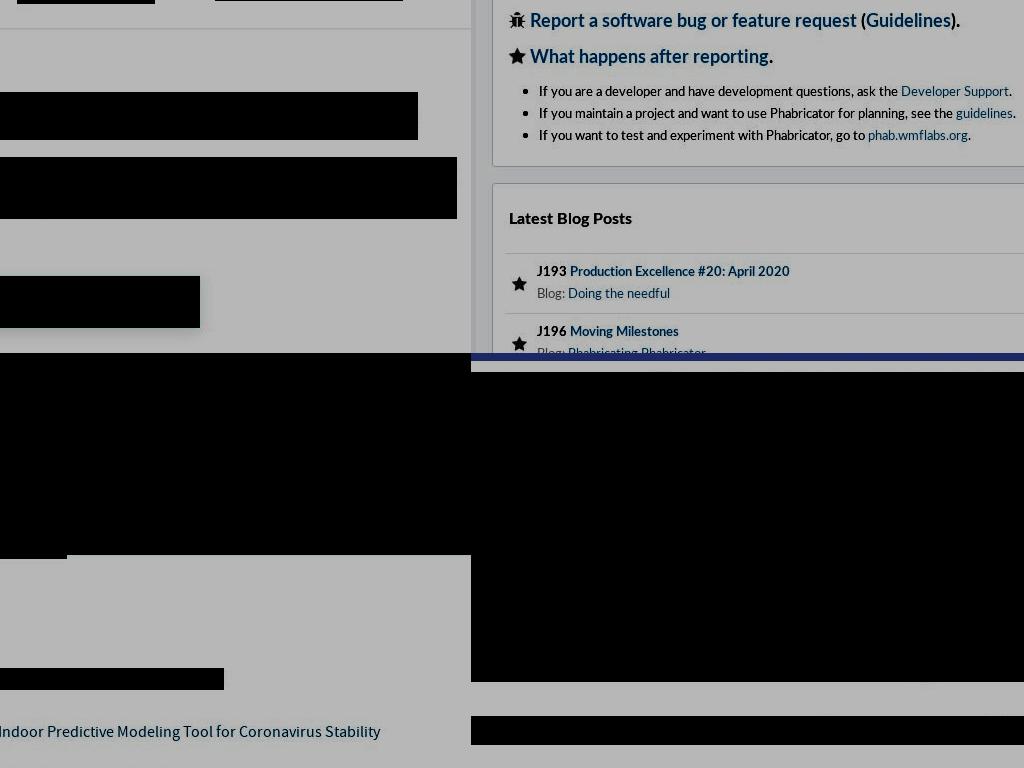 Report a software bug or feature request (Guidelines).
What happens after reporting.
If you are a developer and have development questions, ask the Developer Support.
If you maintain a project and want to use Phabricator for planning, see the guidelines.
If you want to test and experiment with Phabricator, go to phab.wmflabs.org.
Latest Blog Posts
J193 Production Excellence #20: April 2020
Blog: Doing the needful
J196 Moving Milestones
Blog: Phabricating Phabricator
Indoor Predictive Modeling Tool for Coronavirus Stability